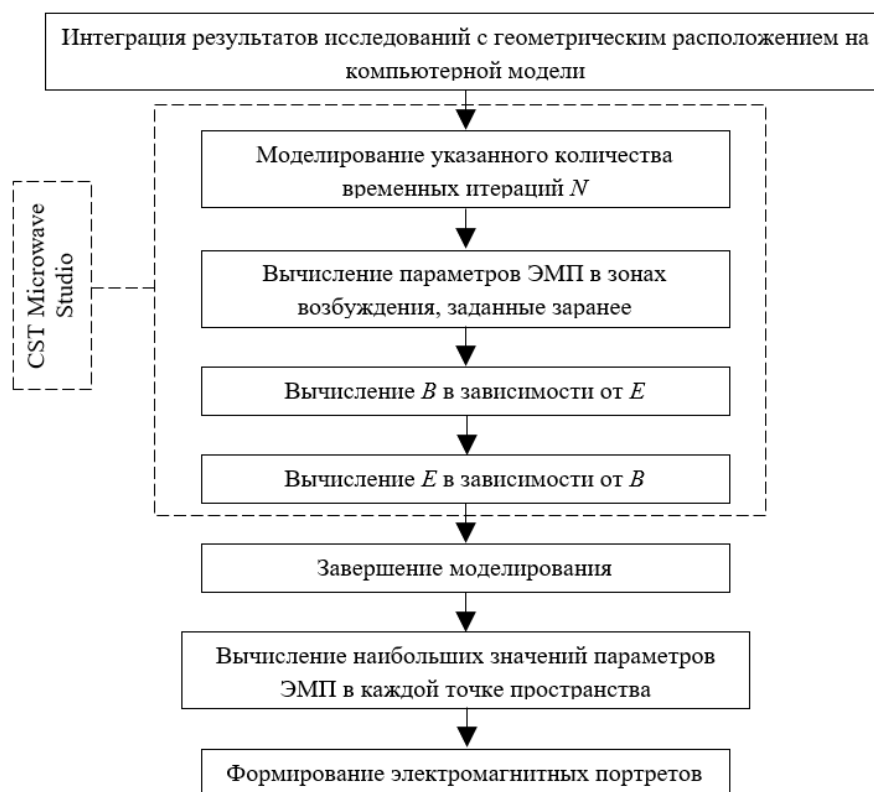 Интеграция результатов исследований с геометрическим расположением на
компьютерной модели
Моделирование указанного количества
временных итераций N
CST Microwave
Studio
Вычисление параметров ЭМП в зонах
возбуждения, заданные заранее
Вычисление B в зависимости от E
Вычисление E в зависимости от B
Завершение моделирования
Вычисление наибольших значений параметров
ЭМП в каждой точке пространства
Формирование электромагнитных портретов